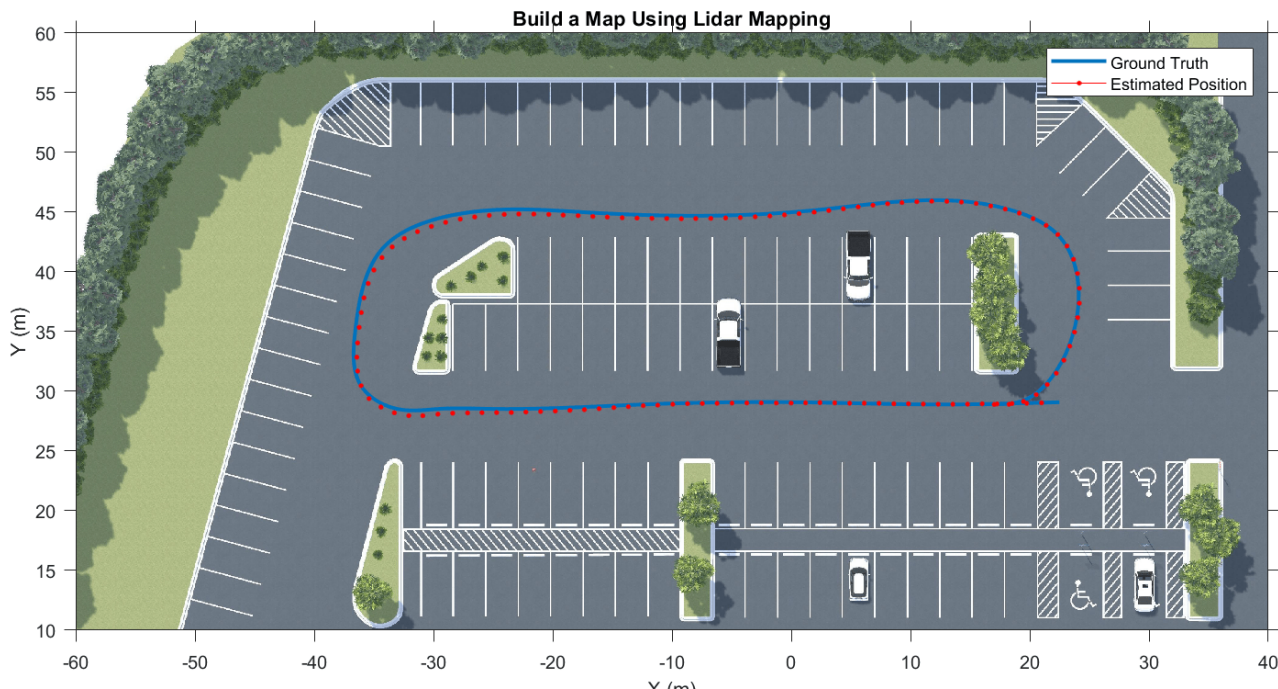 Build a Map Using Lidar Mapping
Ground Truth
Estimated Position
60
55
50
45
40
35
30
25
20
15
10
Y (m)
-60 -50 -40 -30 -20 -10 0 10 20 30 40
X (m)